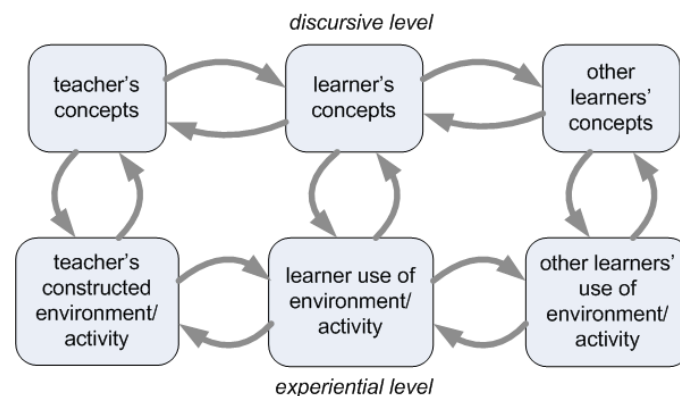 discursive level
teacher's
concepts
learner's
concepts
other
learners'
concepts
teacher's
constructed
environment/
activity
learner use of
environment/
activity
other learners'
use of
environment/
activity
experiential level